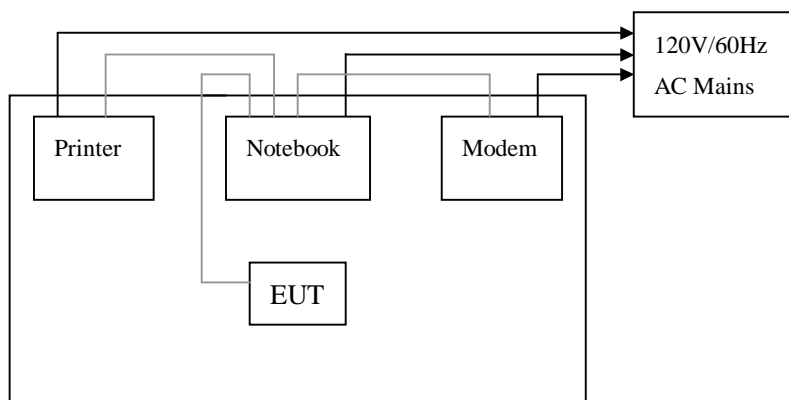 120V/60Hz
AC Mains
Printer
Notebook
Modem
EUT